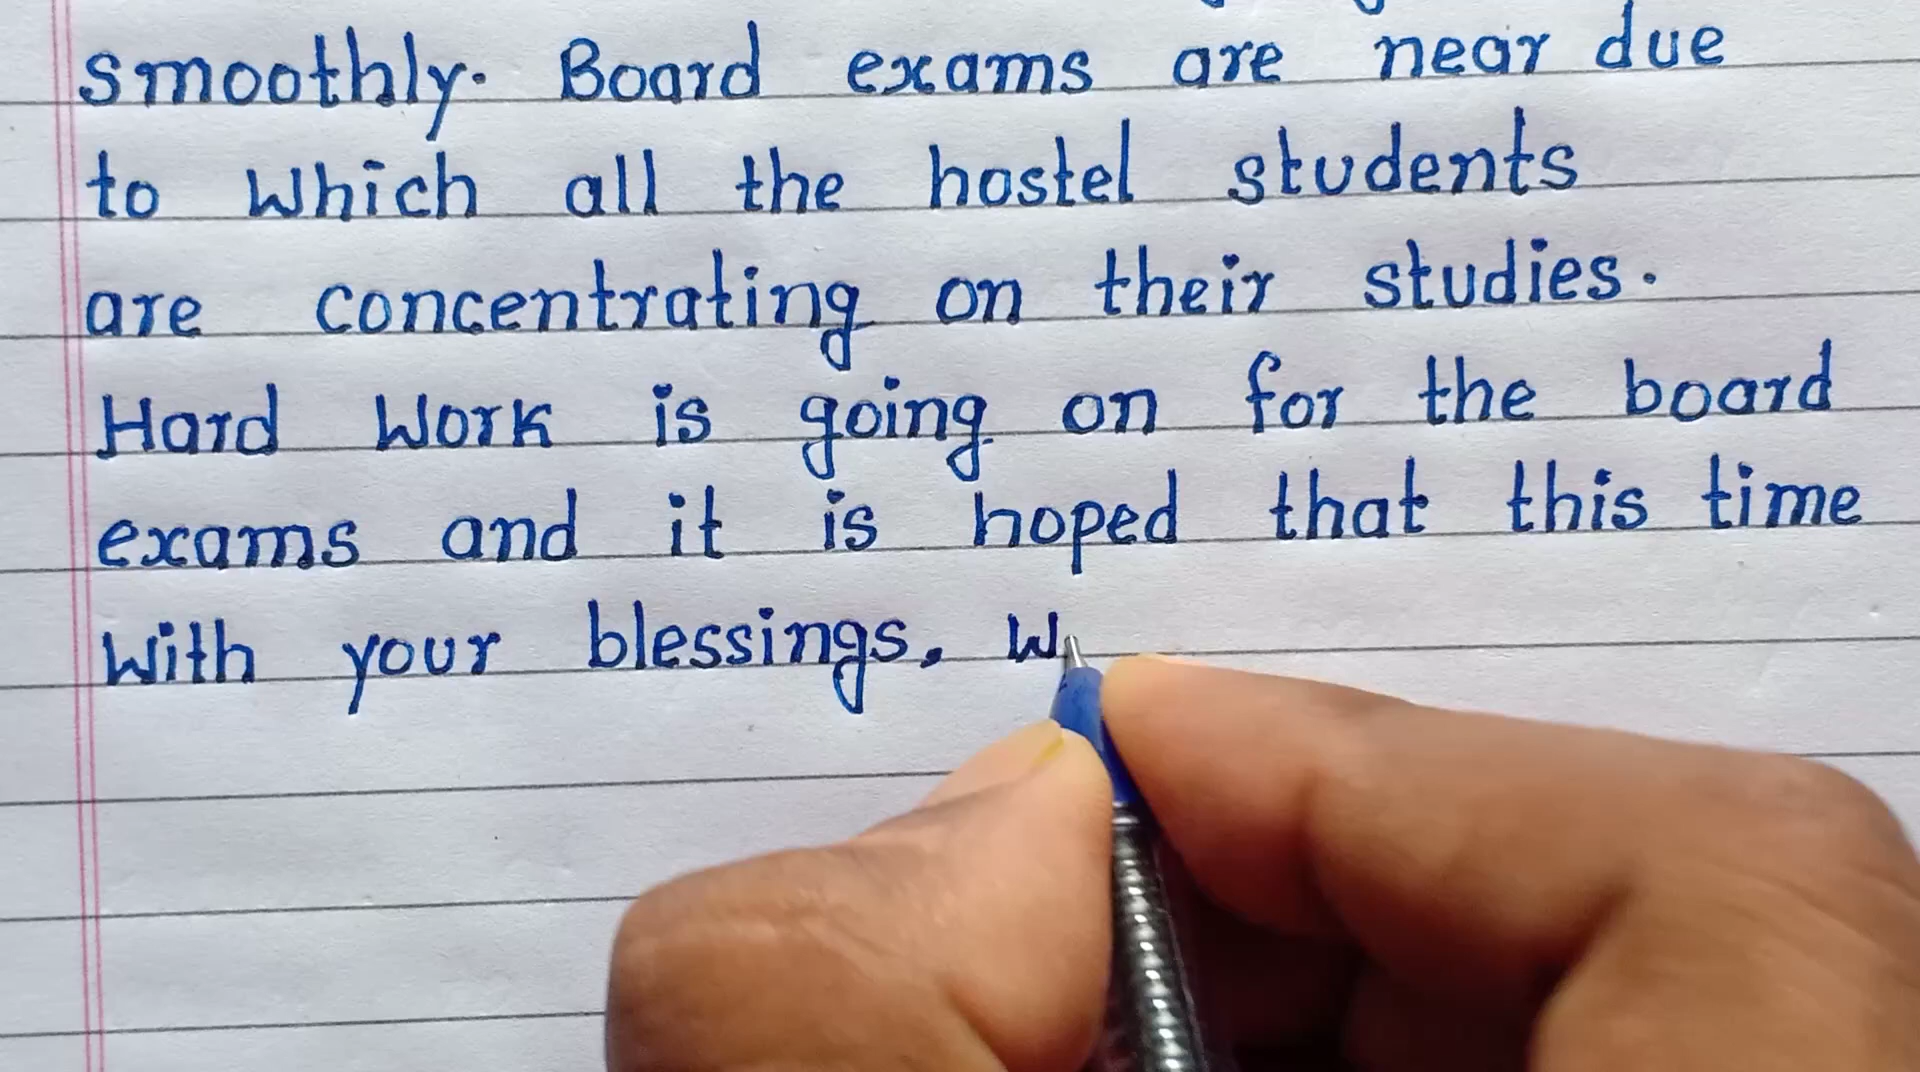 smoothly. Board exams are near due
to which all the hostel students
are concentrating on their studies.
Hard work is going on for the board
exams and it is hoped that this time
with your blessings, w